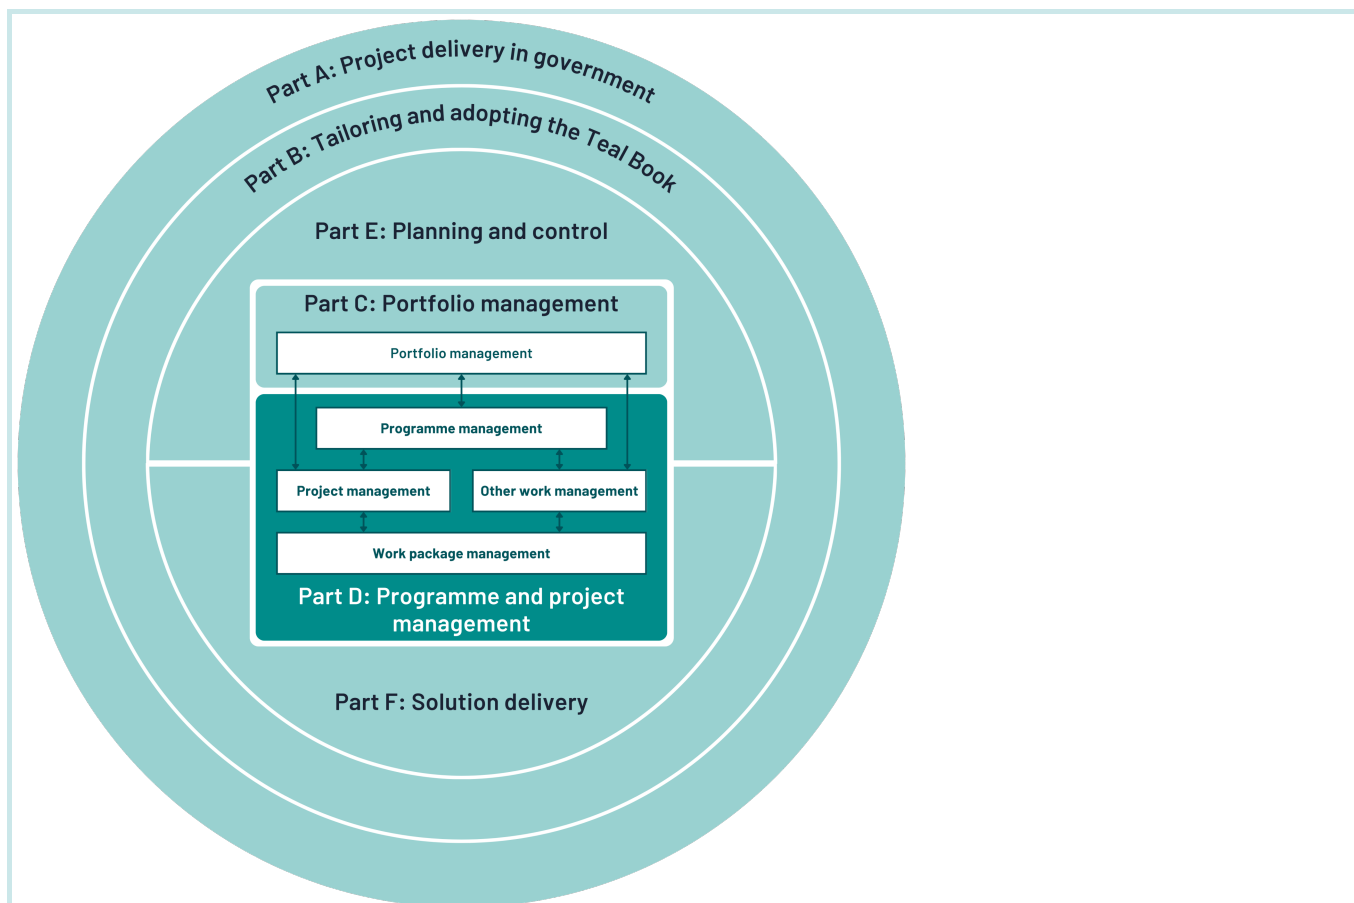 Part A: Project delivery in government
Part B: Tailoring and adopting the Teal Book
Part E: Planning and control
Part C: Portfolio management
Portfolio management
Programme management
Project management
Other work management
Work package management
Part D: Programme and project
management
Part F: Solution delivery